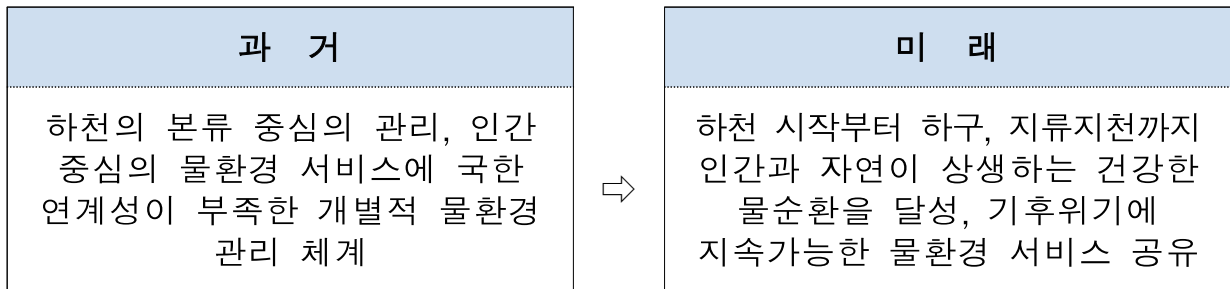 과 거
하천의 본류 중심의 관리, 인간
중심의 물환경 서비스에 국한
연계성이 부족한 개별적 물환경
관리 체계
⇨
미 래
하천 시작부터 하구, 지류지천까지
인간과 자연이 상생하는 건강한
물순환을 달성, 기후위기에
지속가능한 물환경 서비스 공유